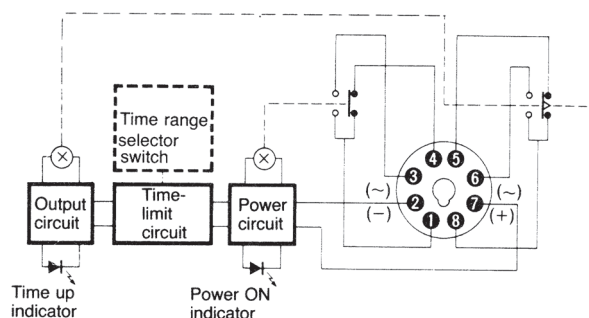 Time range
selector
switch
Output
circuit
Time-
limit
circuit
Power
circuit
Time up
indicator
Power ON
indicator
4 5
3 6
(~) (~)
2 7
(−) (+)
1 8